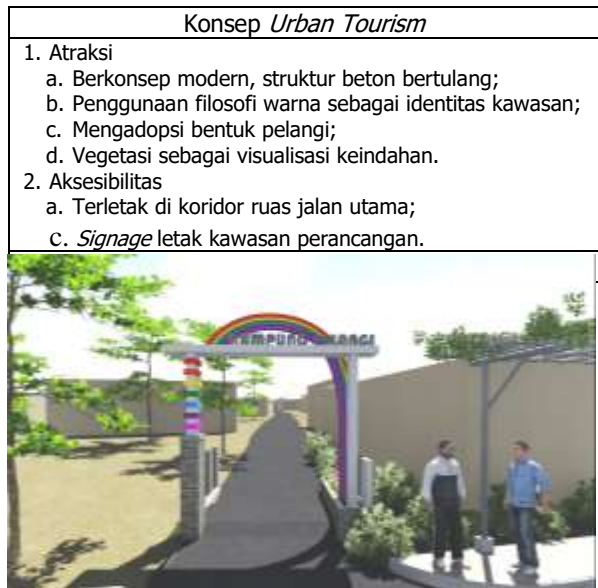 Konsep Urban Tourism
1. Atraksi
a. Berkonsep modern, struktur beton bertulang;
b. Penggunaan filosofi warna sebagai identitas kawasan;
c. Mengadopsi bentuk pelangi;
d. Vegetasi sebagai visualisasi keindahan.
2. Aksesibilitas
a. Terletak di koridor ruas jalan utama;
c. Signage letak kawasan perancangan.
KAMPUNG